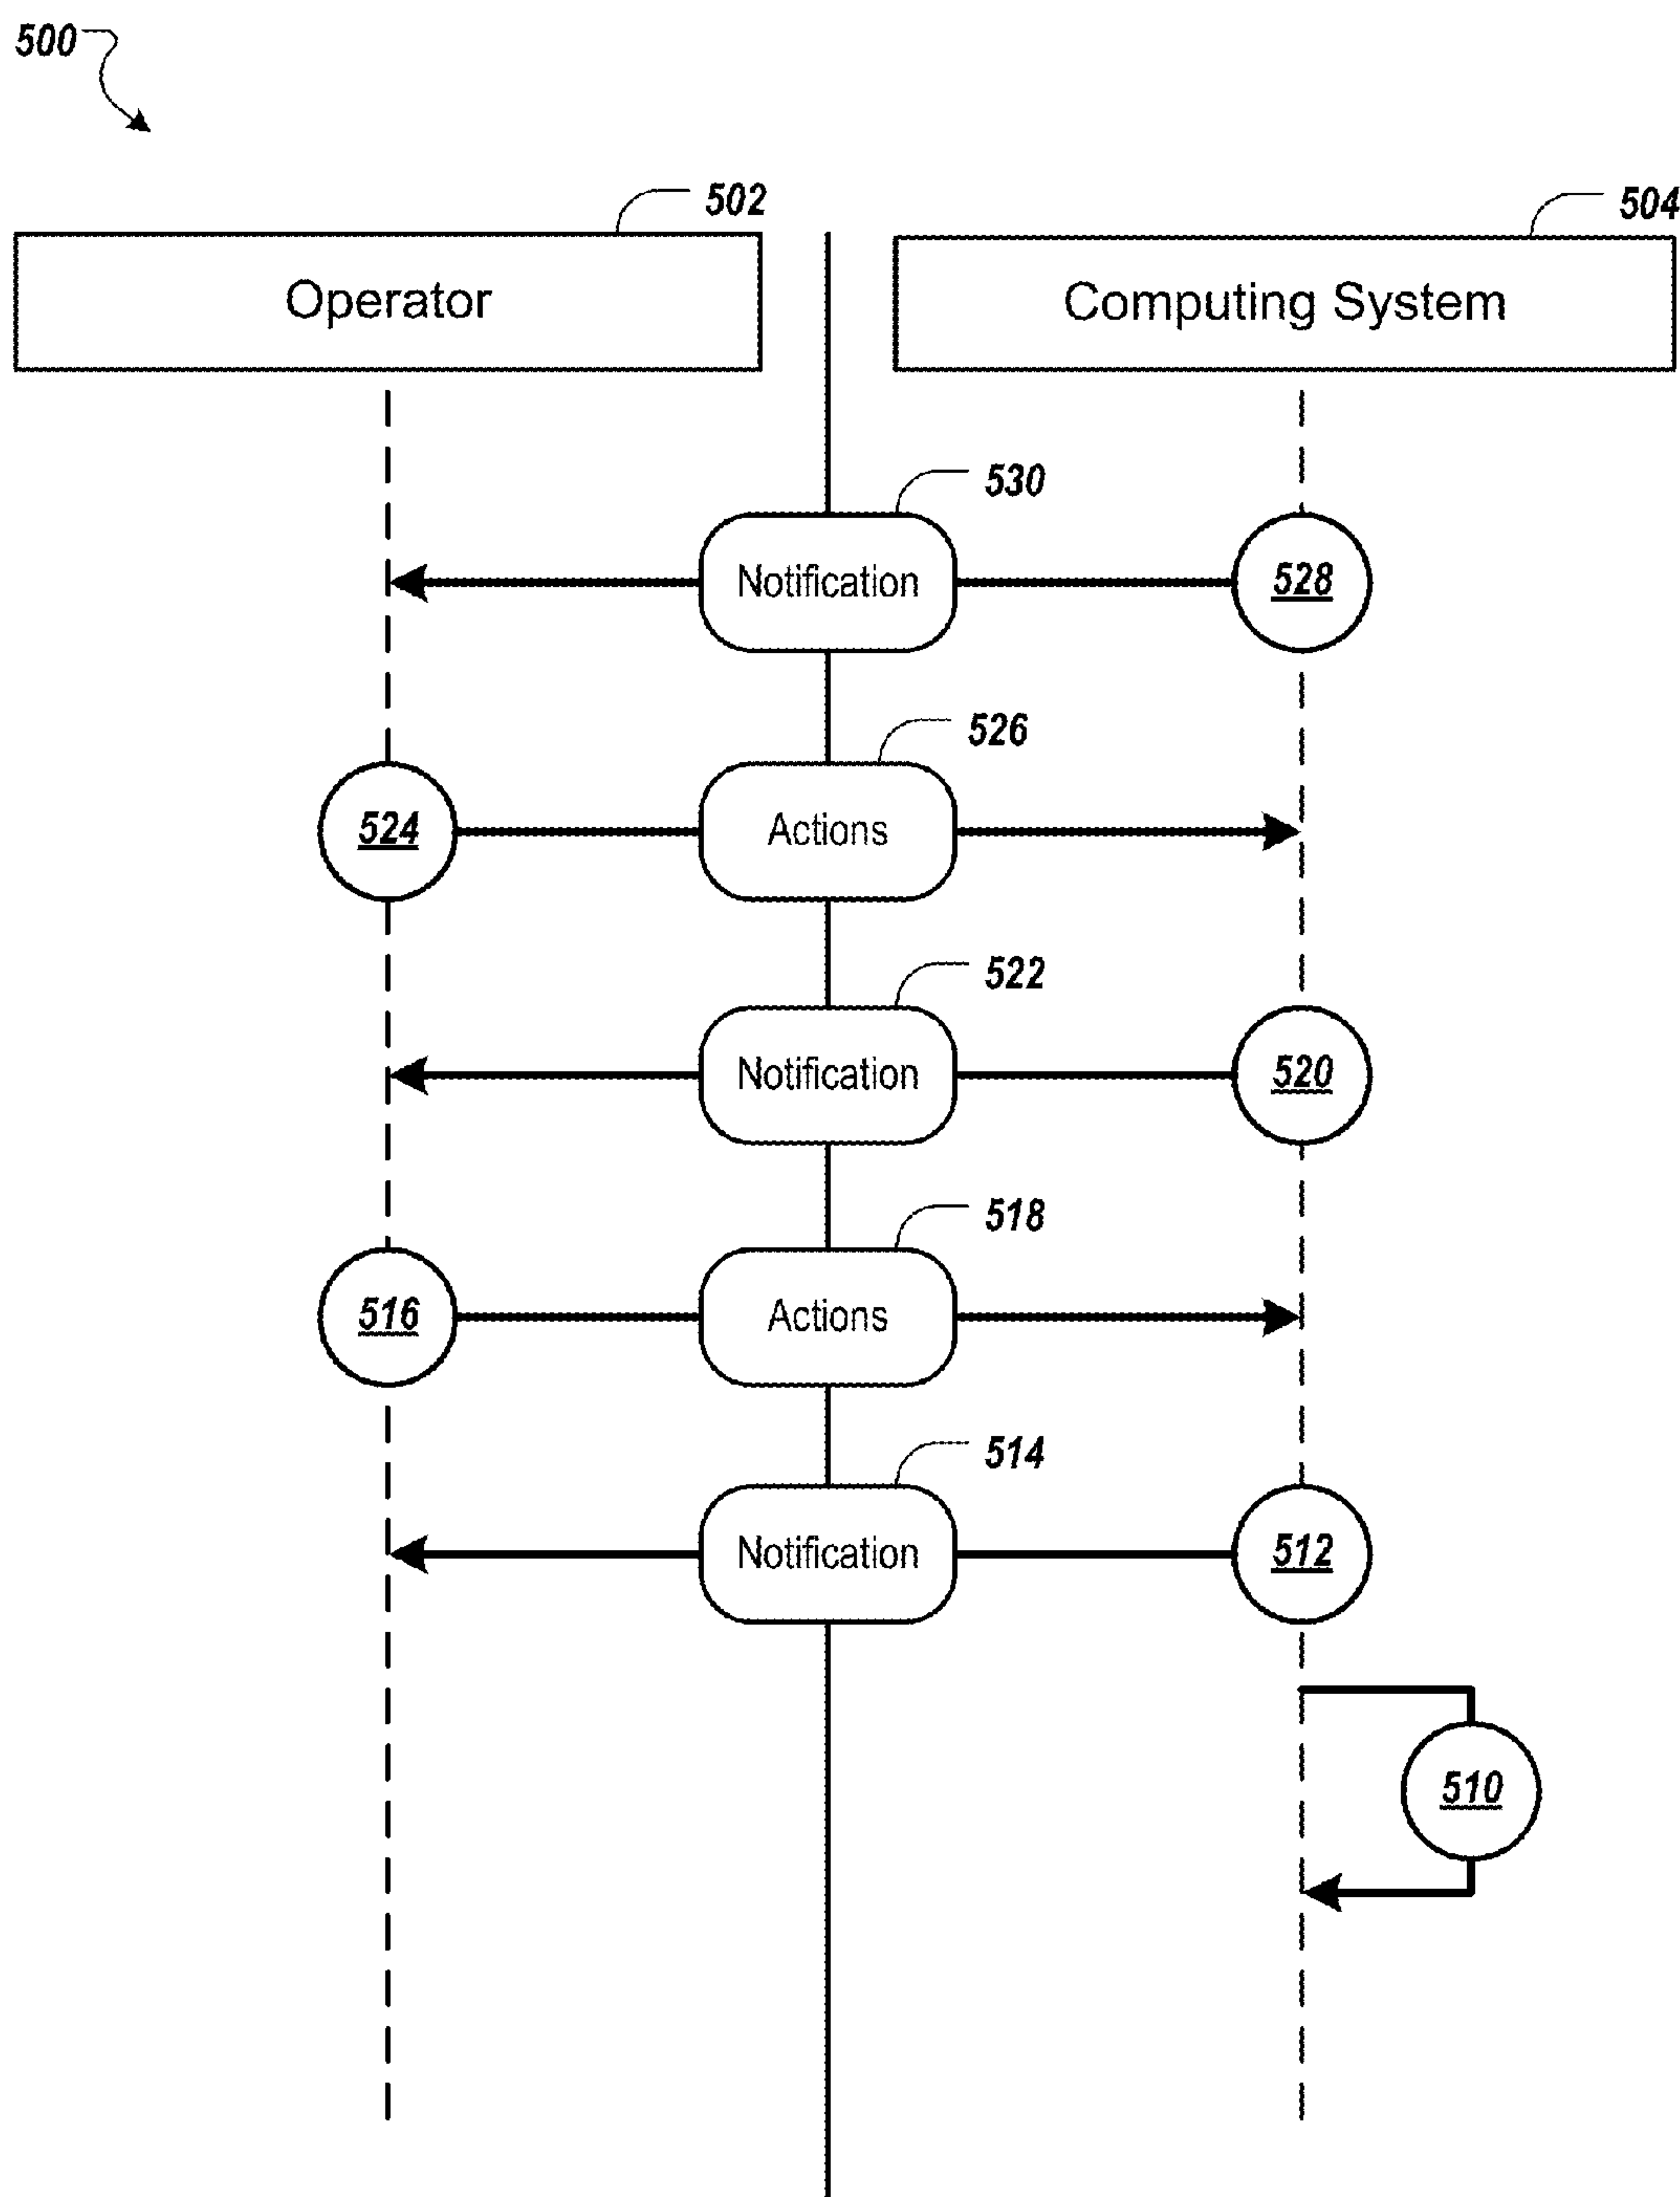 500
502
504
Operator
Computing System
530
Notification
528
526
524
Actions
522
Notification
520
518
516
Actions
514
Notification
512
510